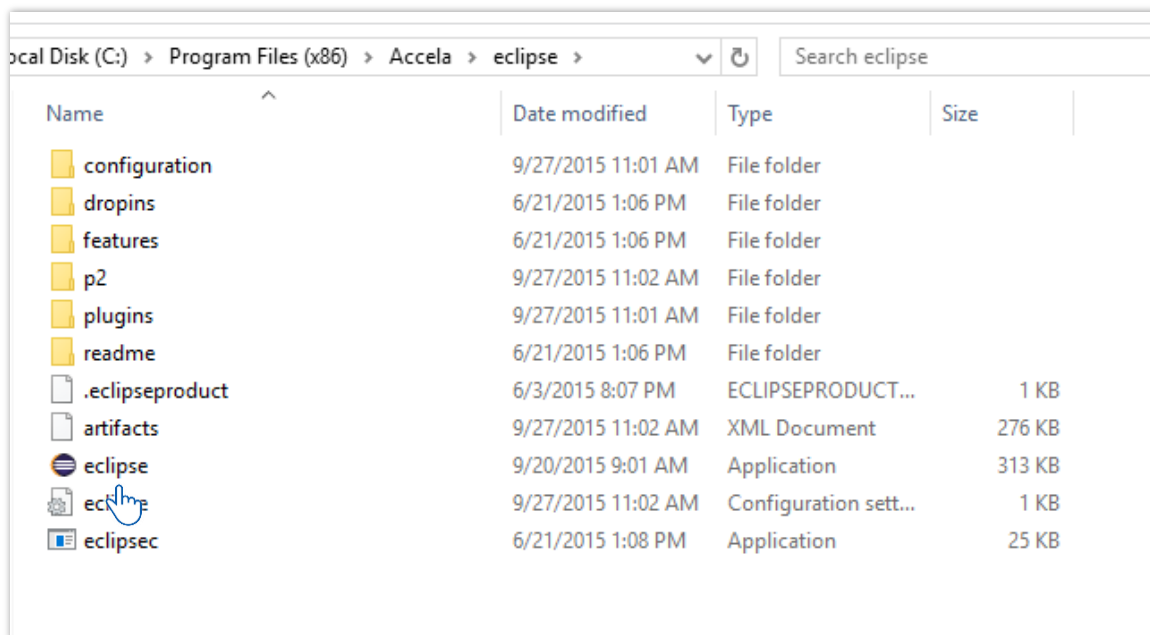 ocal Disk (C:) > Program Files (x86) > Accela > eclipse > Search eclipse
Name Date modified Type Size
configuration 9/27/2015 11:01 AM File folder
dropins 6/21/2015 1:06 PM File folder
features 6/21/2015 1:06 PM File folder
p2 9/27/2015 11:02 AM File folder
plugins 9/27/2015 11:01 AM File folder
readme 6/21/2015 1:06 PM File folder
.eclipseproduct 6/3/2015 8:07 PM ECLIPSEPRODUCT... 1 KB
artifacts 9/27/2015 11:02 AM XML Document 276 KB
eclipse 9/20/2015 9:01 AM Application 313 KB
9/27/2015 11:02 AM Configuration sett... 1 KB
eclipsec 6/21/2015 1:08 PM Application 25 KB